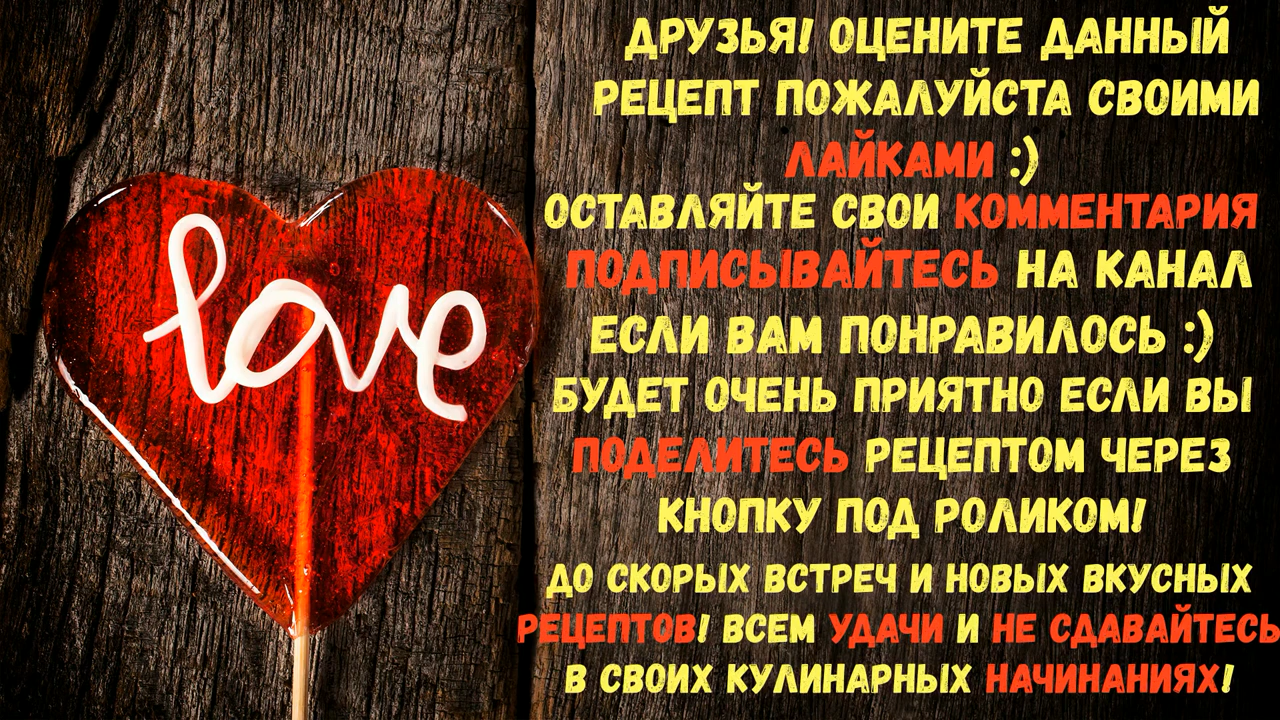 love
ДРУЗЬЯ! ОЦЕНИТЕ ДАННЫЙ
РЕЦЕПТ ПОЖАЛУЙСТА СВОИМИ
ЛАЙКАМИ :)
ОСТАВЛЯЙТЕ СВОИ КОММЕНТАРИЯ
ПОДПИСЫВАЙТЕСЬ НА КАНАЛ
ЕСЛИ ВАМ ПОНРАВИЛОСЬ :)
БУДЕТ ОЧЕНЬ ПРИЯТНО ЕСЛИ ВЫ
ПОДЕЛИТЕСЬ РЕЦЕПТОМ ЧЕРЕЗ
КНОПКУ ПОД РОЛИКОМ!
ДО СКОРЫХ ВСТРЕЧ И НОВЫХ ВКУСНЫХ
РЕЦЕПТОВ! ВСЕМ УДАЧИ И НЕ СДАВАЙТЕСЬ
В СВОИХ КУЛИНАРНЫХ НАЧИНАНИЯХ!